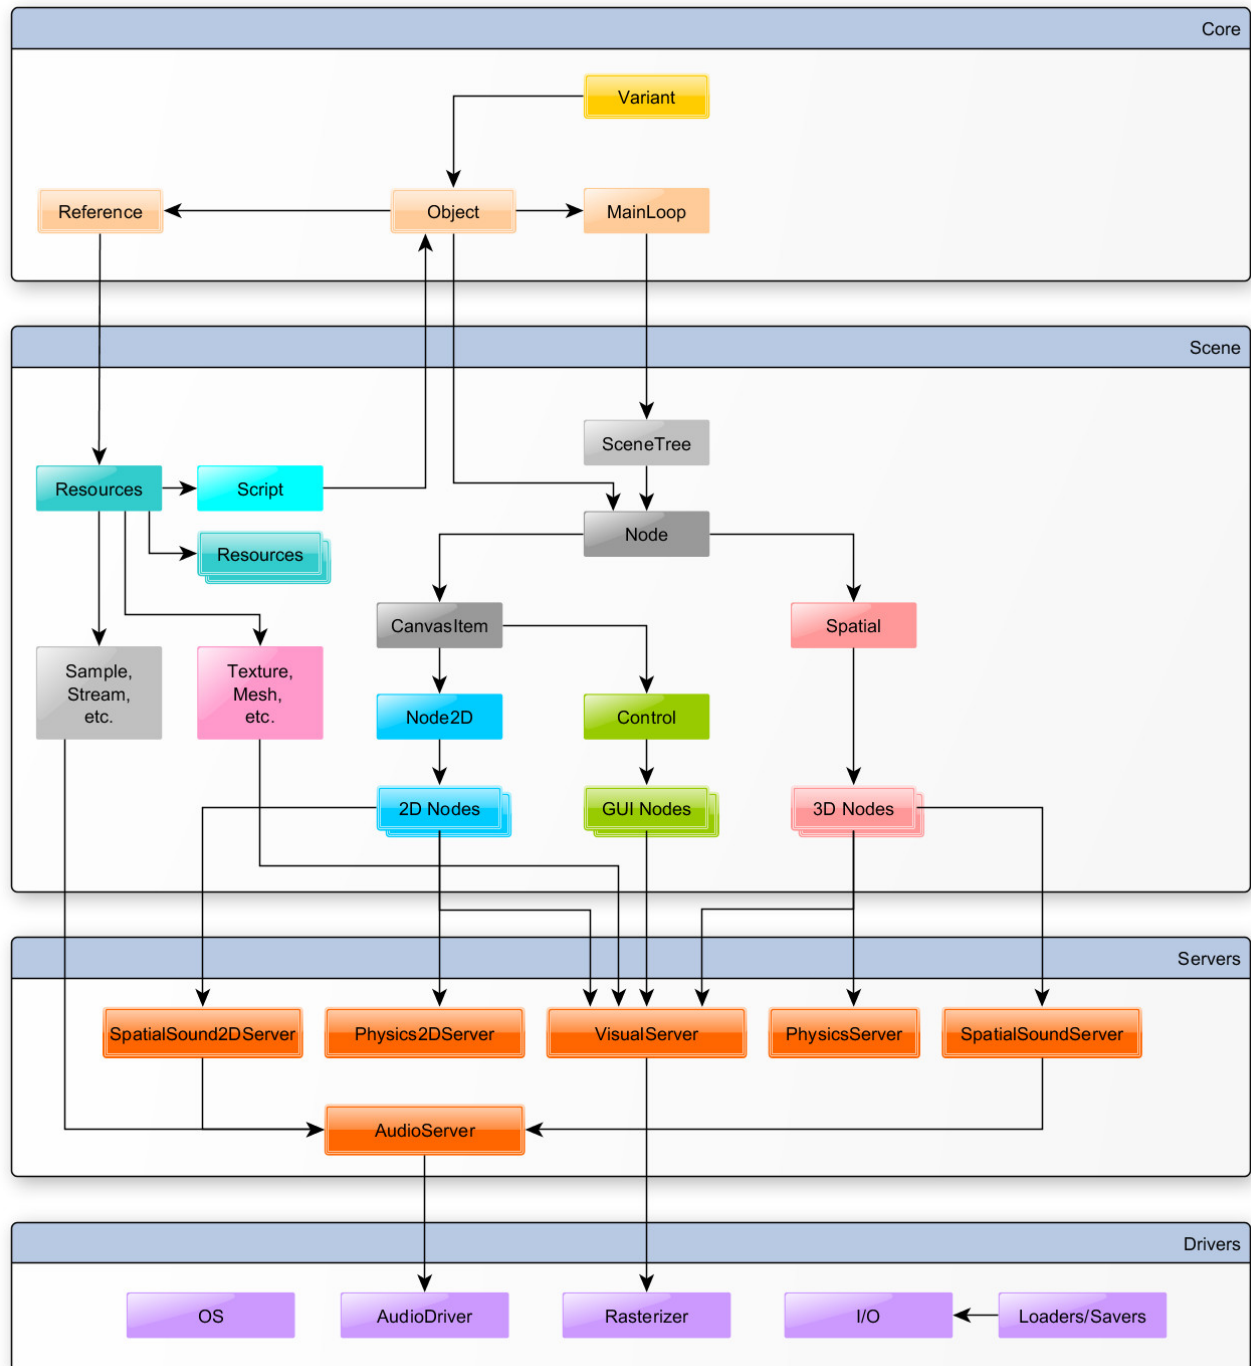 Core
Variant
Reference
Object
MainLoop
Scene
SceneTree
Resources
Script
Node
Resources
CanvasItem
Spatial
Sample,
Stream,
etc.
Texture,
Mesh,
etc.
Node2D
Control
2D Nodes
GUI Nodes
3D Nodes
Servers
SpatialSound2DServer
Physics2DServer
VisualServer
PhysicsServer
SpatialSoundServer
AudioServer
Drivers
OS
AudioDriver
Rasterizer
I/O
Loaders/Savers